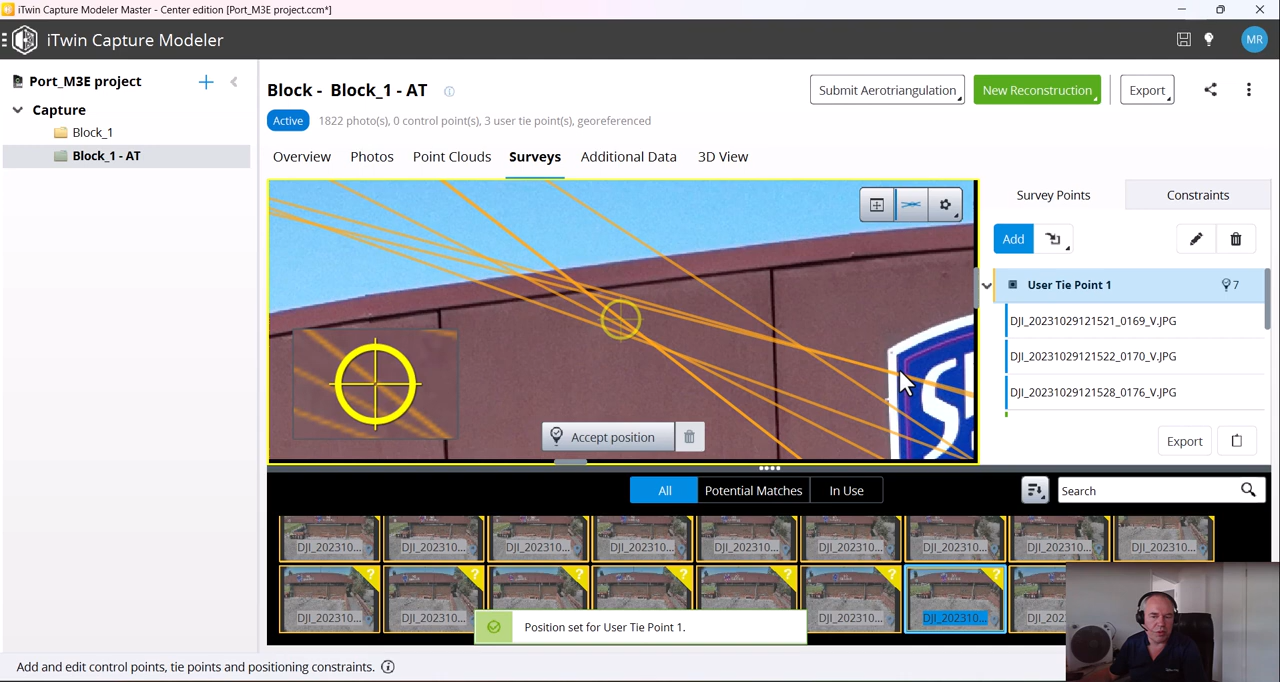 iTwin Capture Modeler Master - Center edition [Port_M3E project.ccm*]
iTwin Capture Modeler
MR
Port_M3E project
Capture
Block_1
Block_1 - AT
Block - Block_1 - AT
Submit Aerotriangulation
New Reconstruction
Export
Active
1822 photo(s), 0 control point(s), 3 user tie point(s), georeferenced
Overview
Photos
Point Clouds
Surveys
Additional Data
3D View
Survey Points
Constraints
Add
User Tie Point 1
7
DJI_20231029121521_0169_V.JPG
DJI_20231029121522_0170_V.JPG
DJI_20231029121528_0176_V.JPG
Accept position
Export
All
Potential Matches
In Use
Search
DJI_202310...
DJI_202310...
DJI_202310...
DJI_202310...
DJI_202310...
DJI_202310...
DJI_202310...
DJI_202310...
DJI_202310...
DJI_202310...
DJI_202310...
DJI_202310...
DJI_202310...
DJI_202
Position set for User Tie Point 1.
Add and edit control points, tie points and positioning constraints.